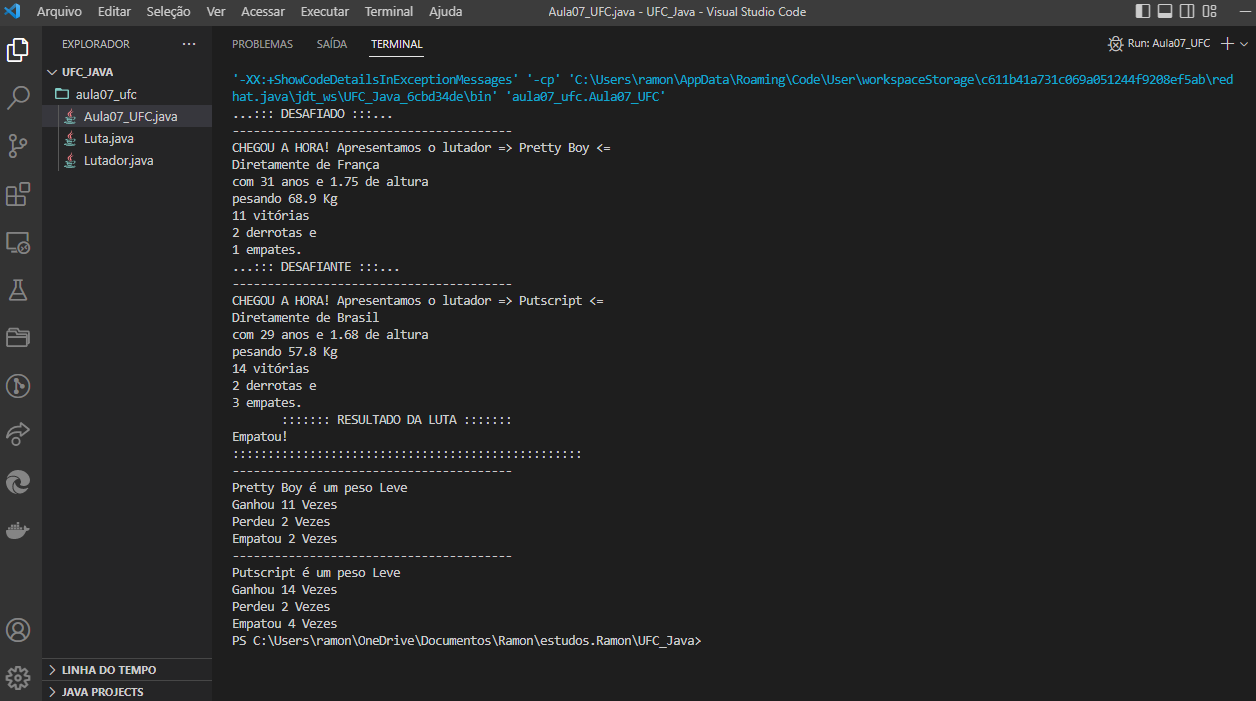 Arquivo Editar Seleção Ver Acessar Executar Terminal Ajuda Aula07_UFC.java - UFC_Java - Visual Studio Code
EXPLORADOR ···
UFC_JAVA
aula07_ufc
Aula07_UFC.java
Luta.java
Lutador.java
LINHA DO TEMPO
JAVA PROJECTS
PROBLEMAS SAÍDA TERMINAL Run: Aula07_UFC
'-XX:+ShowCodeDetailsInExceptionMessages' '-cp' 'C:\Users\ramon\AppData\Roaming\Code\User\workspaceStorage\c611b41a731c069a051244f9208ef5ab\red
hat.java\jdt_ws\UFC_Java_6cbd34de\bin' 'aula07_ufc.Aula07_UFC'
...::: DESAFIADO :::...
----------------------------------------
CHEGOU A HORA! Apresentamos o lutador => Pretty Boy <=
Diretamente de França
com 31 anos e 1.75 de altura
pesando 68.9 Kg
11 vitórias
2 derrotas e
1 empates.
...::: DESAFIANTE :::...
----------------------------------------
CHEGOU A HORA! Apresentamos o lutador => Putscript <=
Diretamente de Brasil
com 29 anos e 1.68 de altura
pesando 57.8 Kg
14 vitórias
2 derrotas e
3 empates.
::::::: RESULTADO DA LUTA :::::::
Empatou!
::::::::::::::::::::::::::::::::::::::::::::::::::
----------------------------------------
Pretty Boy é um peso Leve
Ganhou 11 Vezes
Perdeu 2 Vezes
Empatou 2 Vezes
----------------------------------------
Putscript é um peso Leve
Ganhou 14 Vezes
Perdeu 2 Vezes
Empatou 4 Vezes
PS C:\Users\ramon\OneDrive\Documentos\Ramon\estudos.Ramon\UFC_Java>